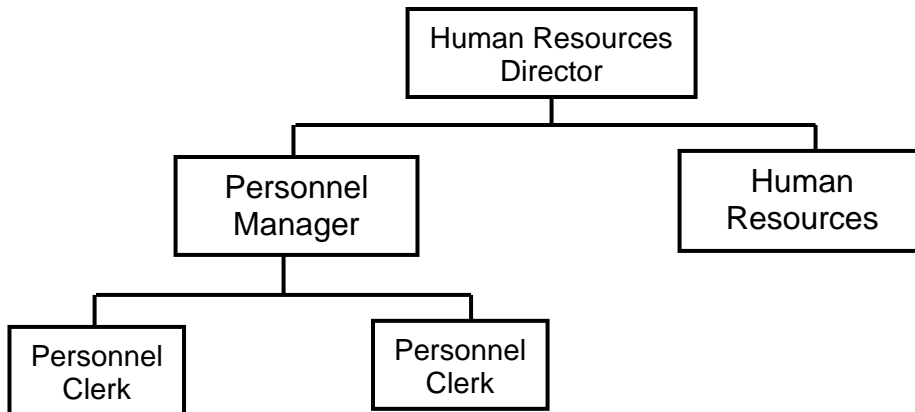 Human Resources
Director
Personnel
Manager
Human
Resources
Personnel
Clerk
Personnel
Clerk